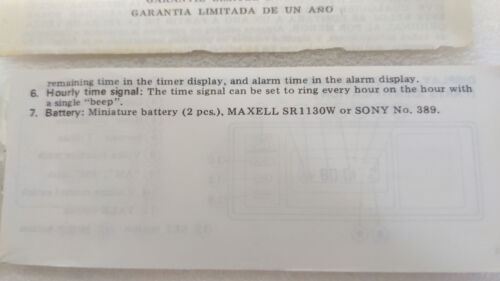 GARANTIA LIMITADA DE UN AÑO
remaining time in the timer display, and alarm time in the alarm display.
6. Hourly time signal: The time signal can be set to ring every hour on the hour with
a single "beep".
7. Battery: Miniature battery (2 pcs.), MAXELL SR1130W or SONY No. 389.